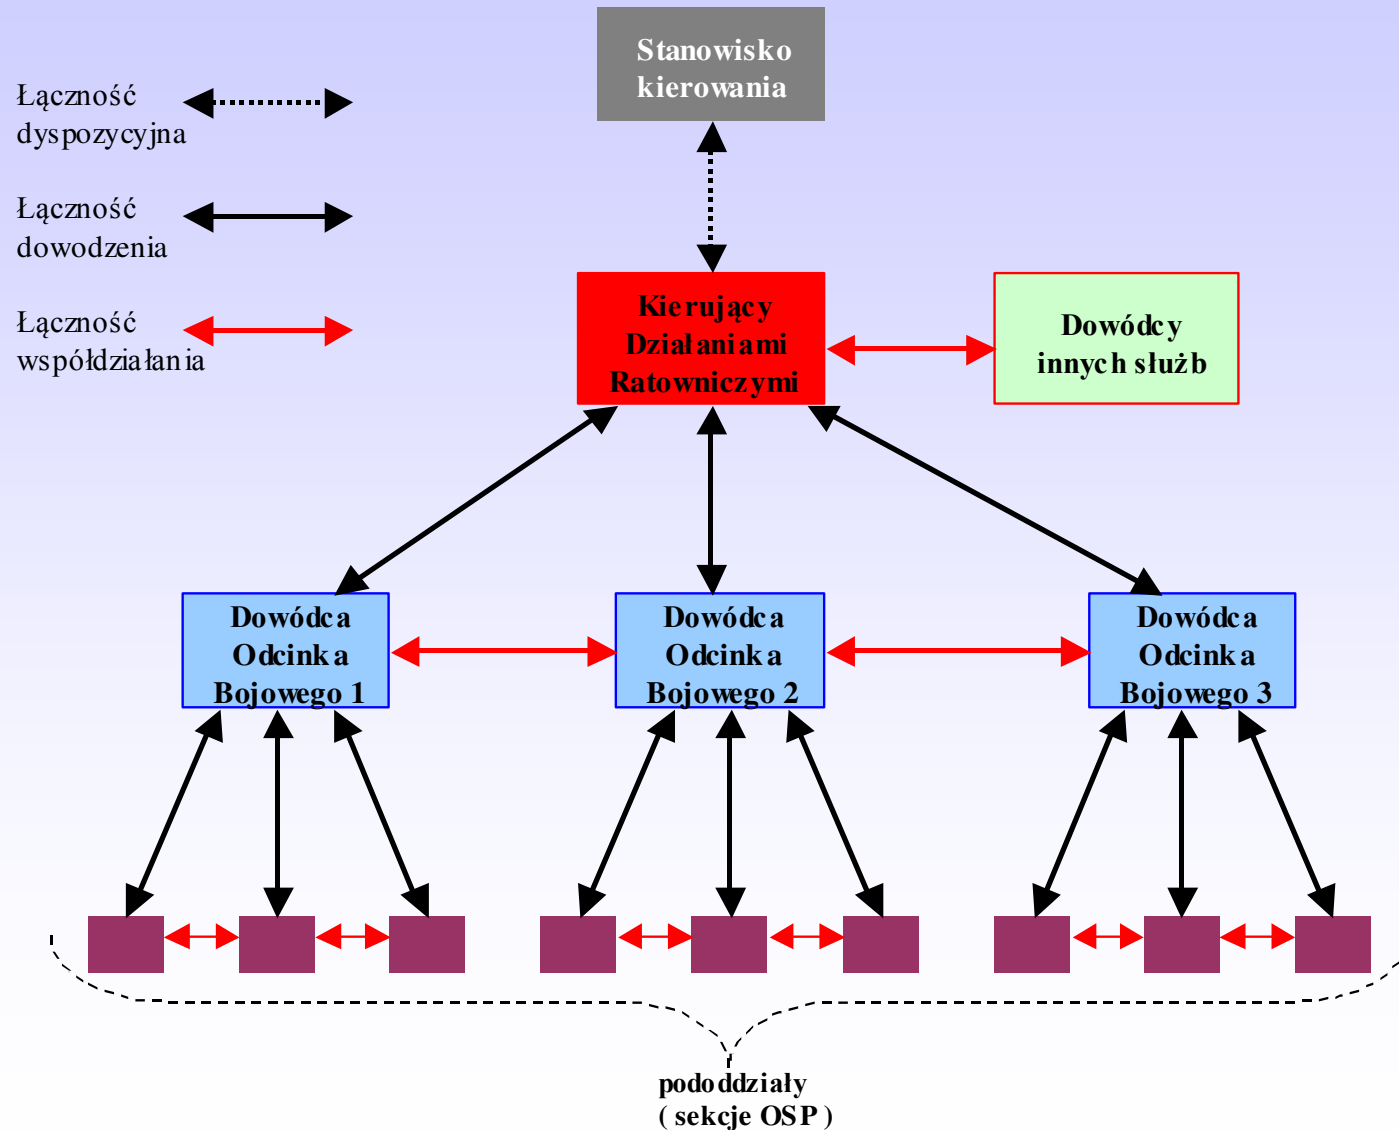 Stanowisko
kierowania
Łączność
dyspozycyjna
Łączność
dowodzenia
Łączność
współdziałania
Kierujący
Działaniami
Ratowniczymi
Dowódcy
innych służb
Dowódca
Odcinka
Bojowego 1
Dowódca
Odcinka
Bojowego 2
Dowódca
Odcinka
Bojowego 3
pododdziały
( sekcje OSP )